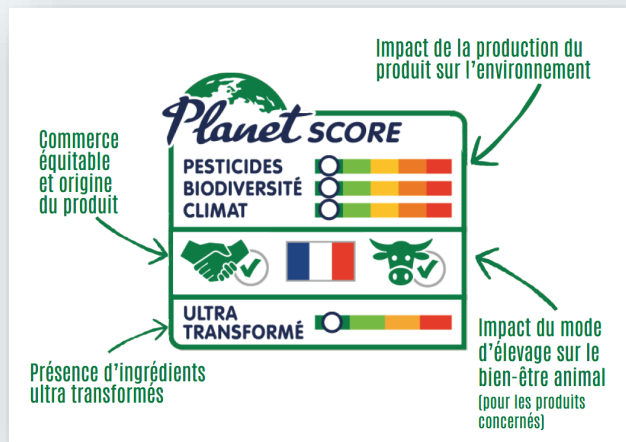 Impact de la production du
produit sur l'environnement
Planet SCORE
Commerce
équitable
et origine
du produit
PESTICIDES
BIODIVERSITÉ
CLIMAT
ULTRA
TRANSFORMÉ
Présence d'ingrédients
ultra transformés
Impact du mode
d'élevage sur le
bien-être animal
(pour les produits
concernés)